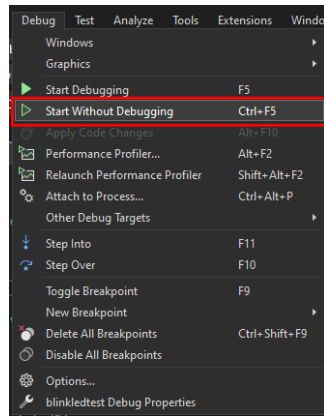 Debug Test Analyze Tools Extensions Windo
Windows
Graphics
Start Debugging F5
Start Without Debugging Ctrl+F5
Apply Code Changes Alt+F10
Performance Profiler... Alt+F2
Relaunch Performance Profiler Shift+Alt+F2
Attach to Process... Ctrl+Alt+P
Other Debug Targets
Step Into F11
Step Over F10
Toggle Breakpoint F9
New Breakpoint
Delete All Breakpoints Ctrl+Shift+F9
Disable All Breakpoints
Options...
blinkledtest Debug Properties